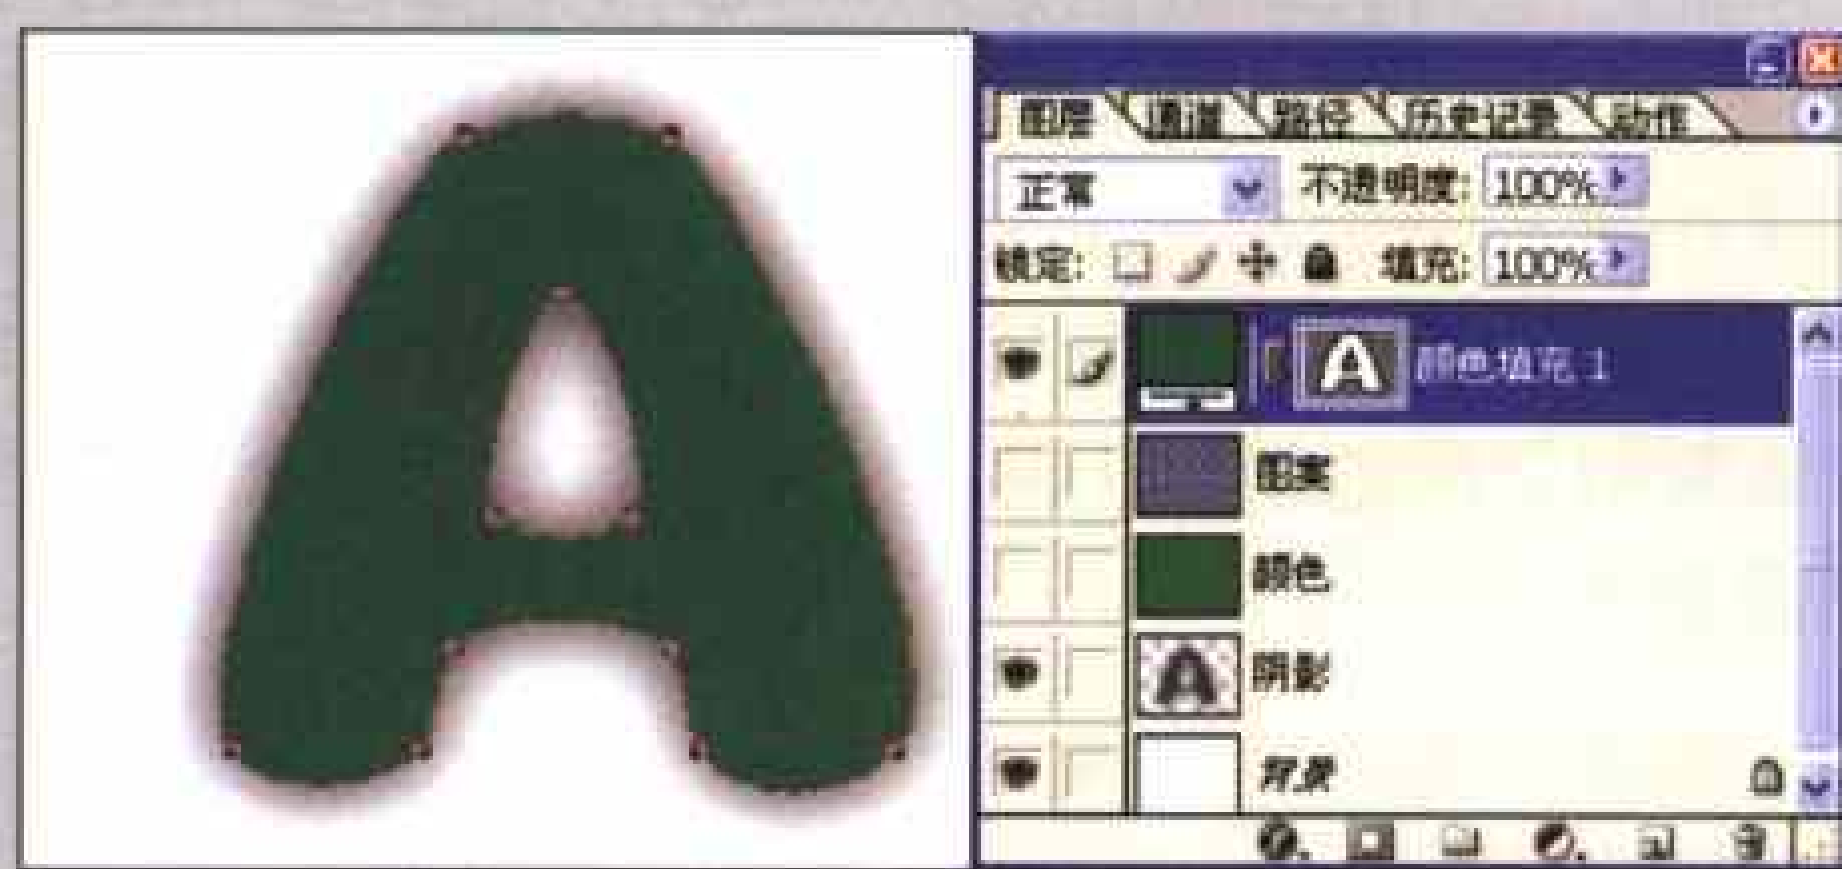 A
图层 通道 路径 历史记录 动作
正常 不透明度: 100%
锁定: 填充: 100%
A 颜色填充 1
图案
颜色
A 阴影
背景